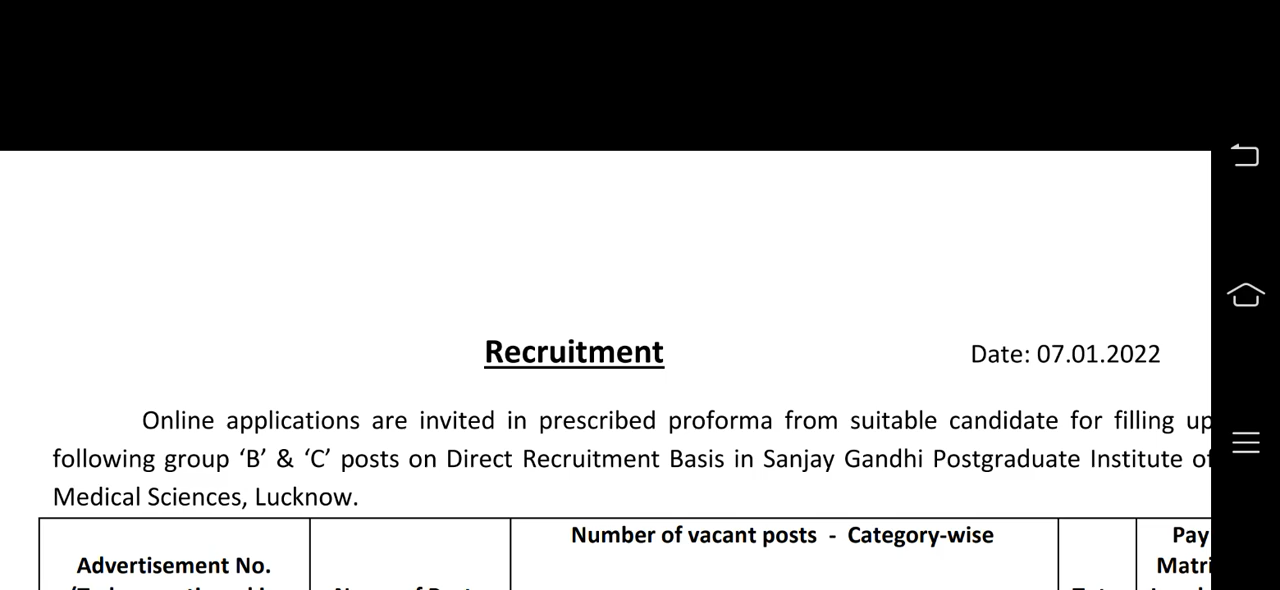 Recruitment Date: 07.01.2022
Online applications are invited in prescribed proforma from suitable candidate for filling up
following group ‘B’ & ‘C’ posts on Direct Recruitment Basis in Sanjay Gandhi Postgraduate Institute of
Medical Sciences, Lucknow.
Number of vacant posts - Category-wise
Pay
Advertisement No.